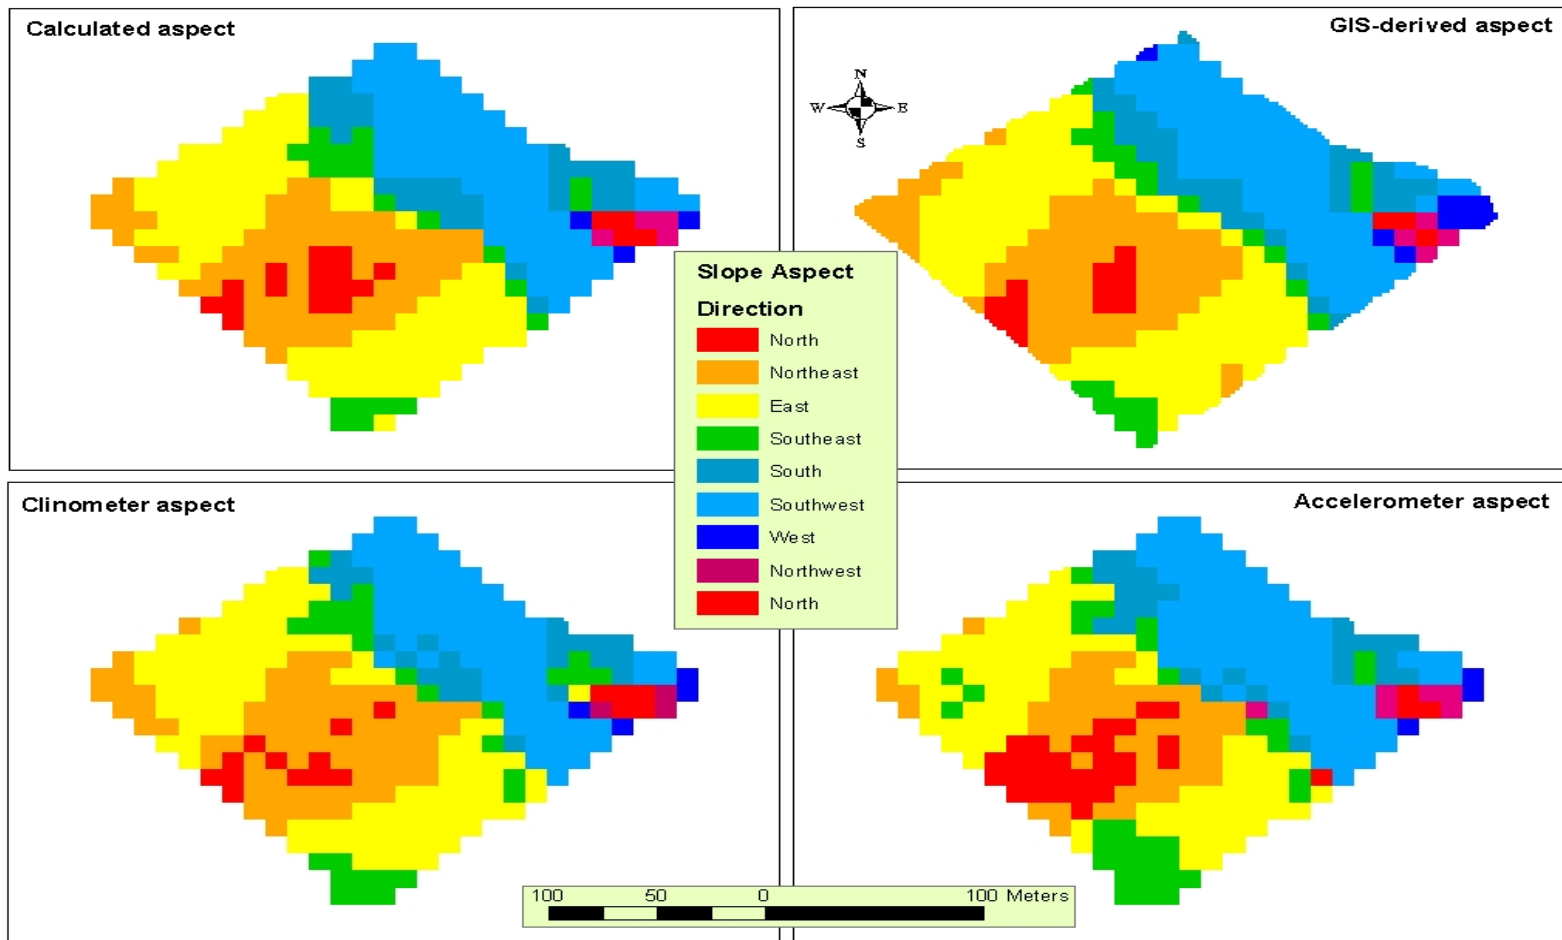 Calculated aspect
GIS-derived aspect
N
W E
S
Slope Aspect
Direction
North
Northeast
East
Southeast
South
Southwest
West
Northwest
North
Clinometer aspect
Accelerometer aspect
100 50 0 100 Meters